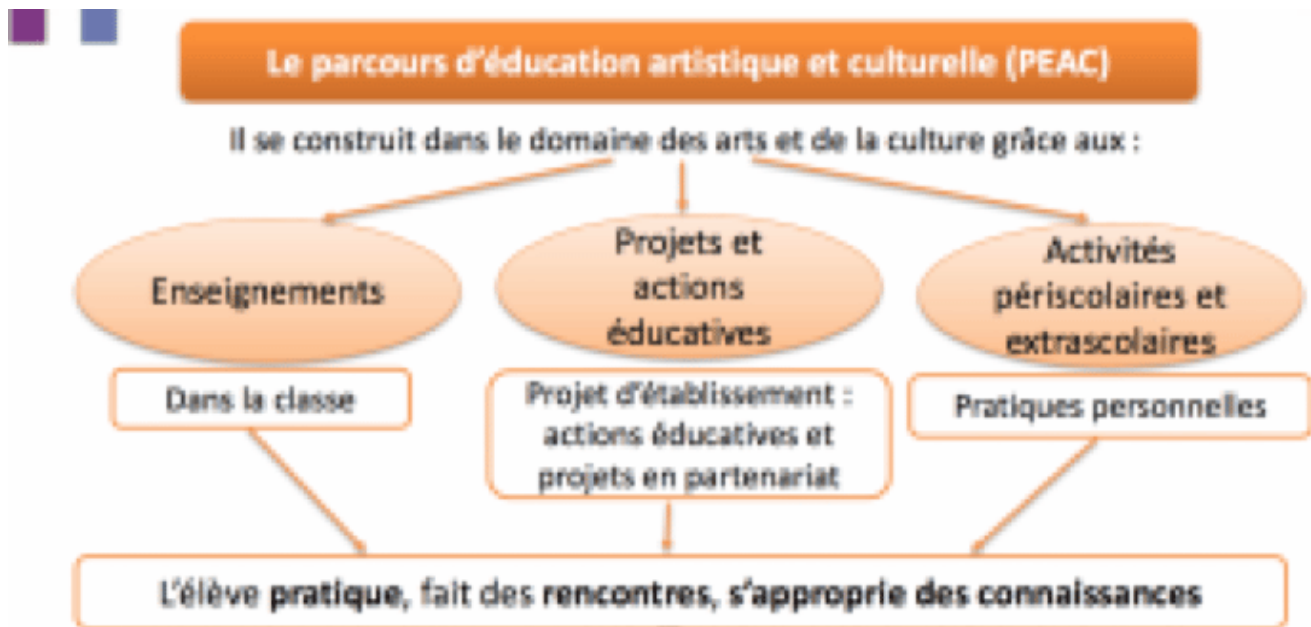 Le parcours d'éducation artistique et culturelle (PEAC)
Il se construit dans le domaine des arts et de la culture grâce aux :
Enseignements
Projets et
actions
éducatives
Activités
périscolaires et
extrascolaires
Dans la classe
Projet d'établissement :
actions éducatives et
projets en partenariat
Pratiques personnelles
L'élève pratique, fait des rencontres, s'approprie des connaissances